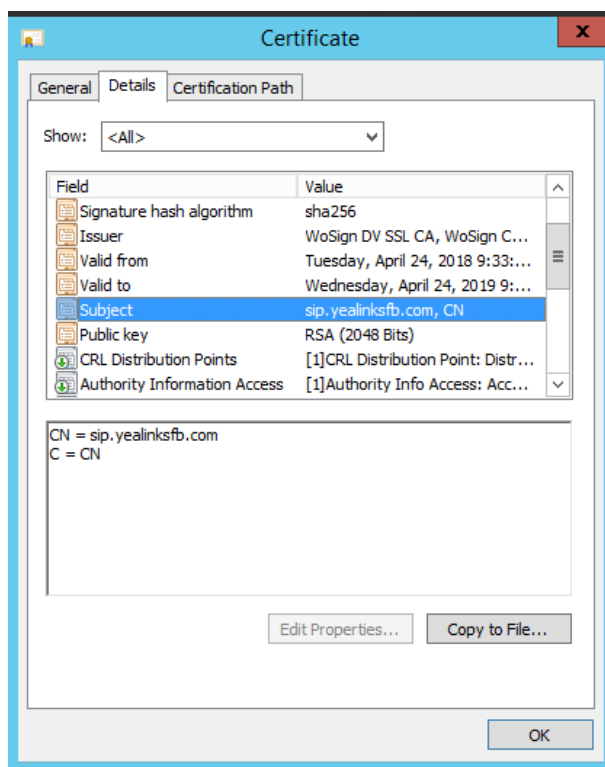 Certificate
x
General Details Certification Path
Show: <All>
Field Value
Signature hash algorithm sha256
Issuer WoSign DV SSL CA, WoSign C...
Valid from Tuesday, April 24, 2018 9:33:...
Valid to Wednesday, April 24, 2019 9:...
Subject sip.yealinksfb.com, CN
Public key RSA (2048 Bits)
CRL Distribution Points [1]CRL Distribution Point: Distr...
Authority Information Access [1]Authority Info Access: Acc...
CN = sip.yealinksfb.com
C = CN
Edit Properties... Copy to File...
OK